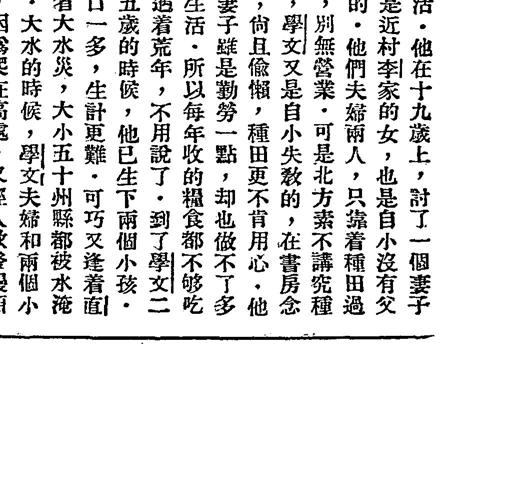 活·他在十九歲上，討了一個妻子
是近村李家的女，也是自小沒有父
的·他們夫婦兩人，只靠着種田過
，別無營業·可是北方素不講究種
，學文又是自小失教的，在書房念
，尚且偷懶，種田更不肯用心·他
妻子雖是勤勞一點，却也做不了多
生活·所以每年收的糧食都不够吃
遇着荒年，不用說了·到了學文二
五歲的時候，他已生下兩個小孩·
口一多，生計更難·可巧又逢着直
大水災，大小五十州縣都被水淹
·大水的時候，學文夫婦和兩個小